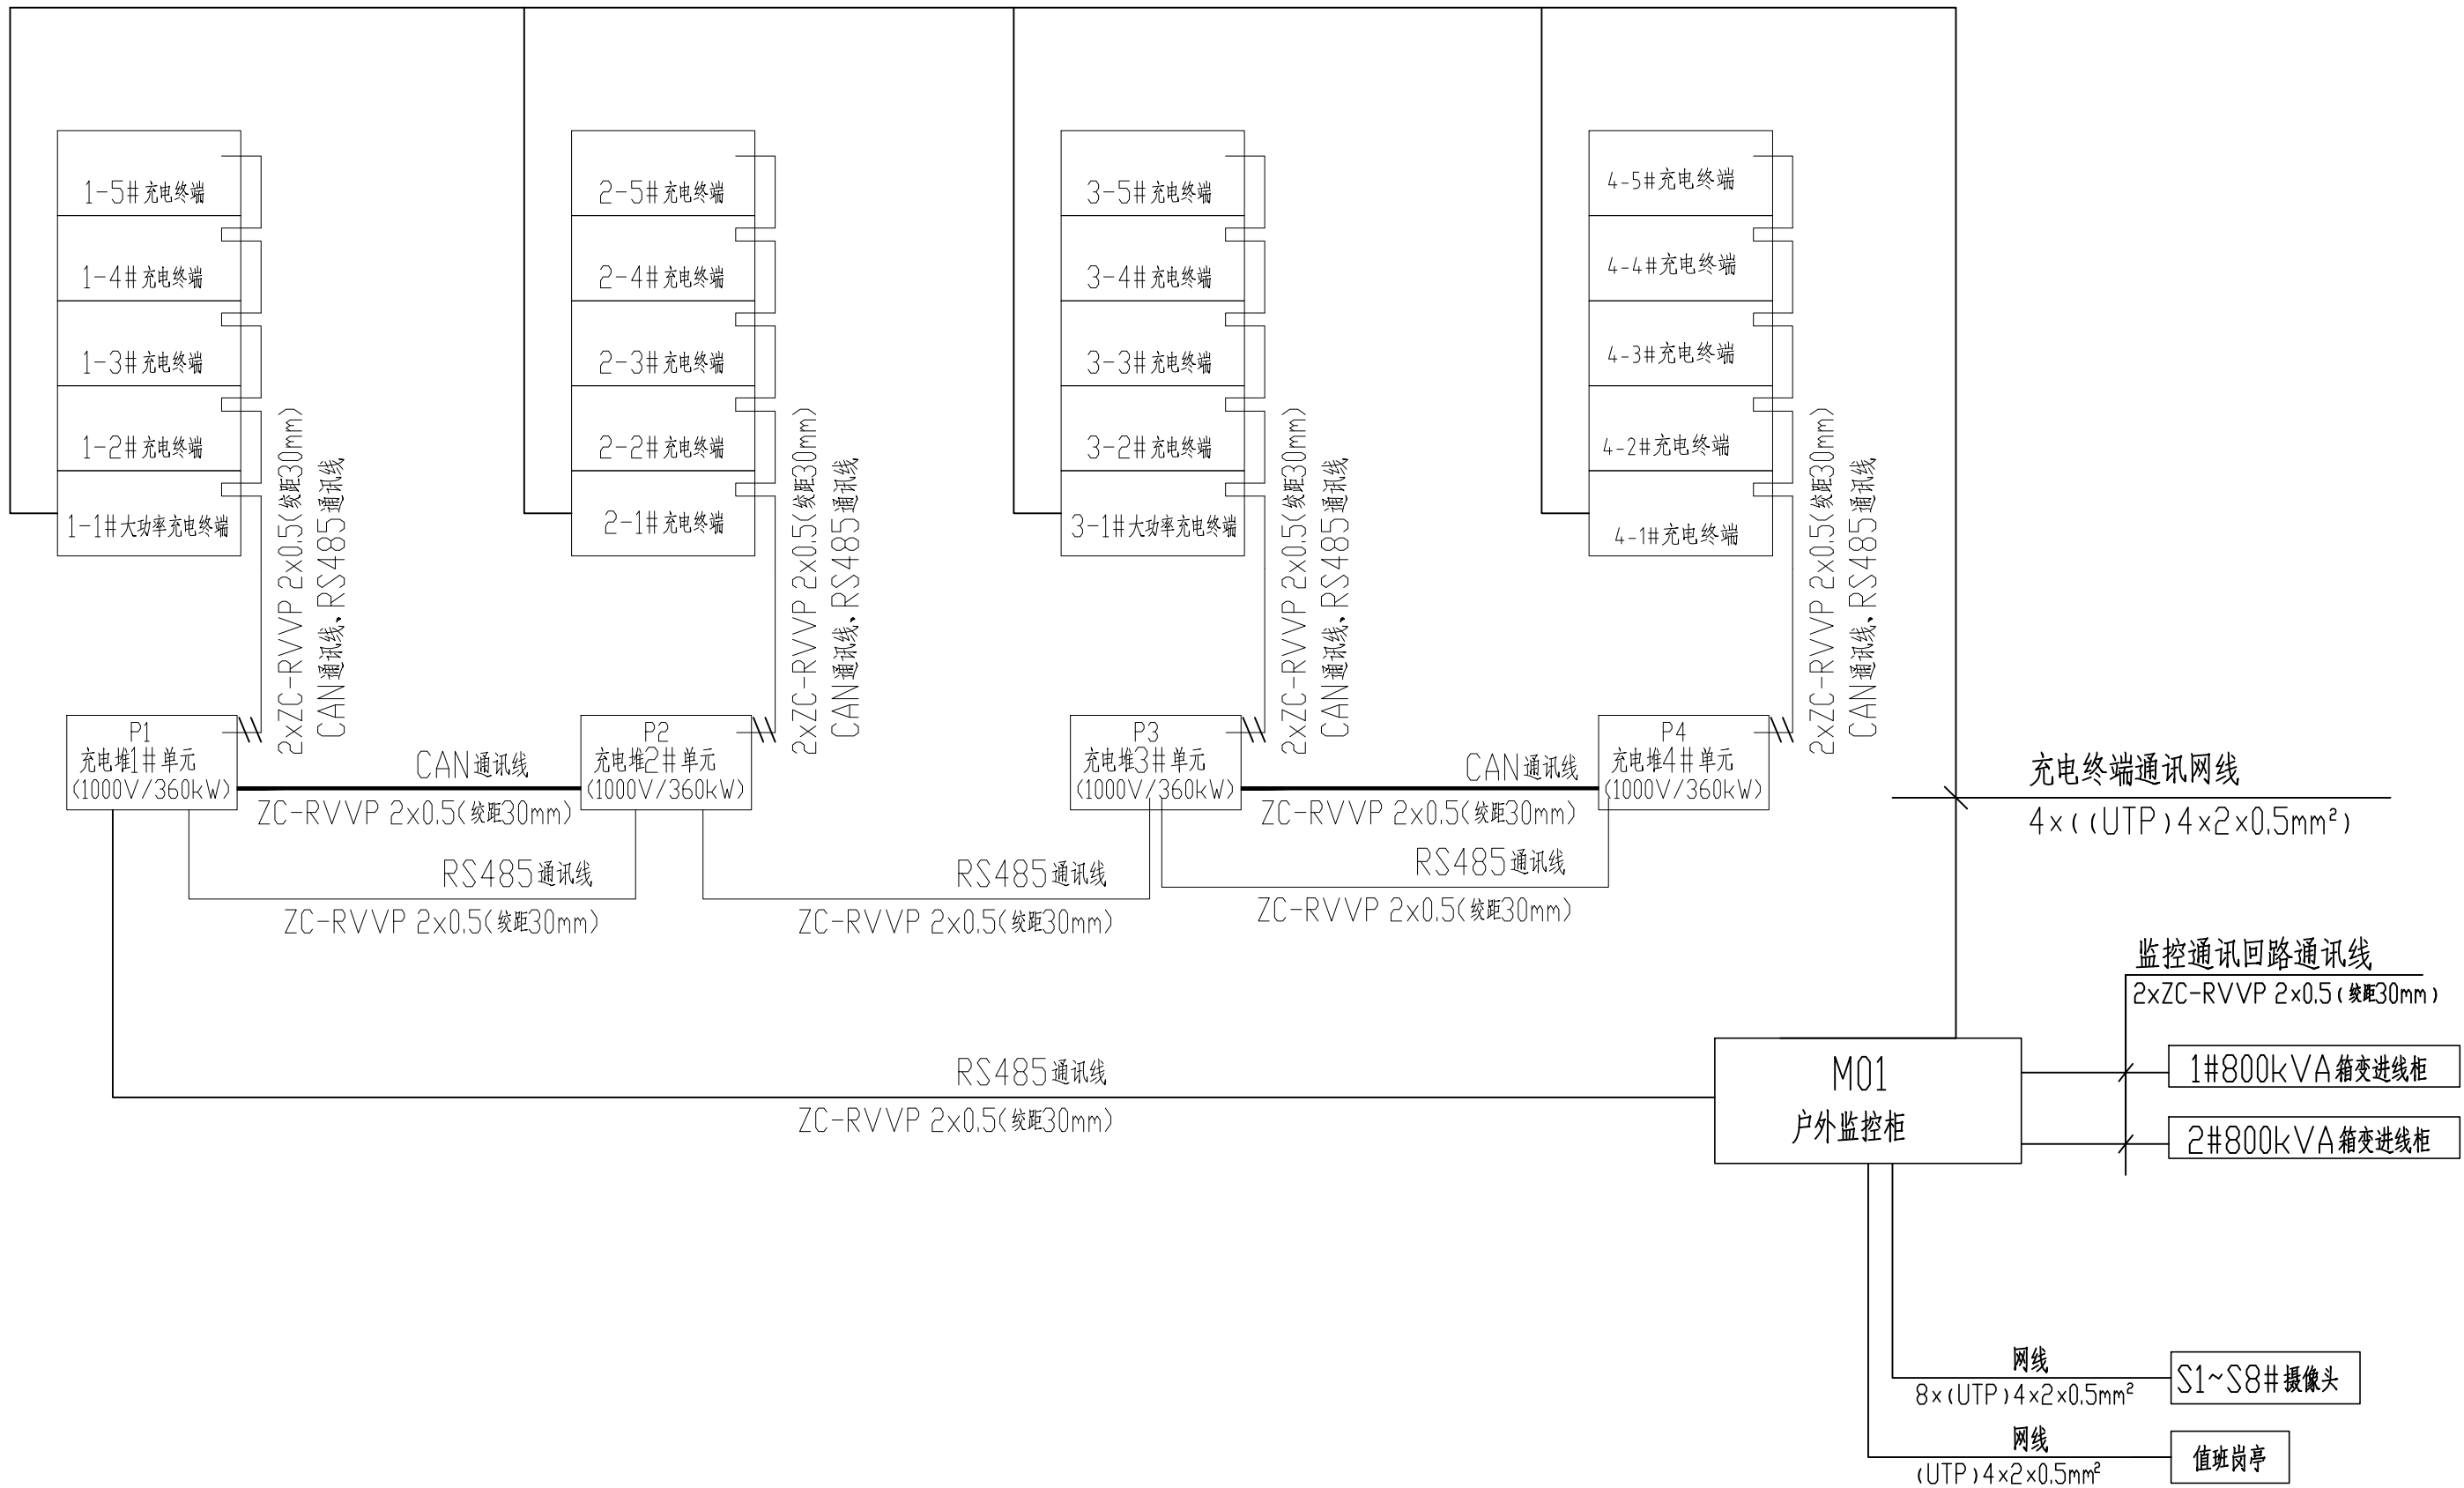 1-5#充电终端
1-4#充电终端
1-3#充电终端
1-2#充电终端
1-1#大功率充电终端
2xZC-RVVP 2x0.5(绞距30mm)
CAN通讯线、RS485通讯线
2-5#充电终端
2-4#充电终端
2-3#充电终端
2-2#充电终端
2-1#充电终端
2xZC-RVVP 2x0.5(绞距30mm)
CAN通讯线、RS485通讯线
3-5#充电终端
3-4#充电终端
3-3#充电终端
3-2#充电终端
3-1#大功率充电终端
2xZC-RVVP 2x0.5(绞距30mm)
CAN通讯线、RS485通讯线
4-5#充电终端
4-4#充电终端
4-3#充电终端
4-2#充电终端
4-1#充电终端
2xZC-RVVP 2x0.5(绞距30mm)
CAN通讯线、RS485通讯线
P1
充电堆1#单元
(1000V/360kW)
CAN通讯线
ZC-RVVP 2x0.5(绞距30mm)
P2
充电堆2#单元
(1000V/360kW)
P3
充电堆3#单元
(1000V/360kW)
CAN通讯线
ZC-RVVP 2x0.5(绞距30mm)
P4
充电堆4#单元
(1000V/360kW)
充电终端通讯网线
4x((UTP)4x2x0.5mm²)
RS485通讯线
ZC-RVVP 2x0.5(绞距30mm)
RS485通讯线
ZC-RVVP 2x0.5(绞距30mm)
RS485通讯线
ZC-RVVP 2x0.5(绞距30mm)
监控通讯回路通讯线
2xZC-RVVP 2x0.5(绞距30mm)
RS485通讯线
ZC-RVVP 2x0.5(绞距30mm)
M01
户外监控柜
1#800kVA箱变进线柜
2#800kVA箱变进线柜
网线
8x(UTP)4x2x0.5mm²
S1~S8#摄像头
网线
(UTP)4x2x0.5mm²
值班岗亭